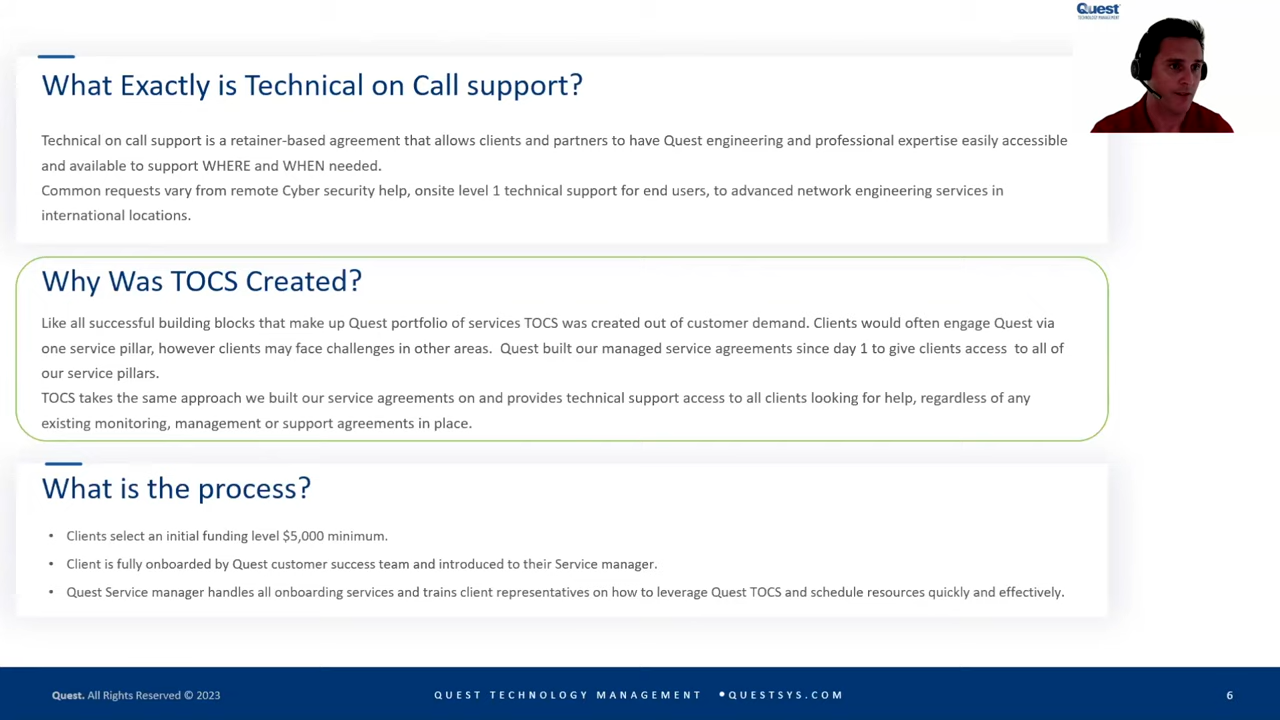 Quest
TECHNOLOGY MANAGEMENT
What Exactly is Technical on Call support?
Technical on call support is a retainer-based agreement that allows clients and partners to have Quest engineering and professional expertise easily accessible
and available to support WHERE and WHEN needed.
Common requests vary from remote Cyber security help, onsite level 1 technical support for end users, to advanced network engineering services in
international locations.
Why Was TOCS Created?
Like all successful building blocks that make up Quest portfolio of services TOCS was created out of customer demand. Clients would often engage Quest via
one service pillar, however clients may face challenges in other areas. Quest built our managed service agreements since day 1 to give clients access to all of
our service pillars.
TOCS takes the same approach we built our service agreements on and provides technical support access to all clients looking for help, regardless of any
existing monitoring, management or support agreements in place.
What is the process?
• Clients select an initial funding level $5,000 minimum.
• Client is fully onboarded by Quest customer success team and introduced to their Service manager.
• Quest Service manager handles all onboarding services and trains client representatives on how to leverage Quest TOCS and schedule resources quickly and effectively.
Quest. All Rights Reserved © 2023
QUEST TECHNOLOGY MANAGEMENT •QUESTSYS.COM
6